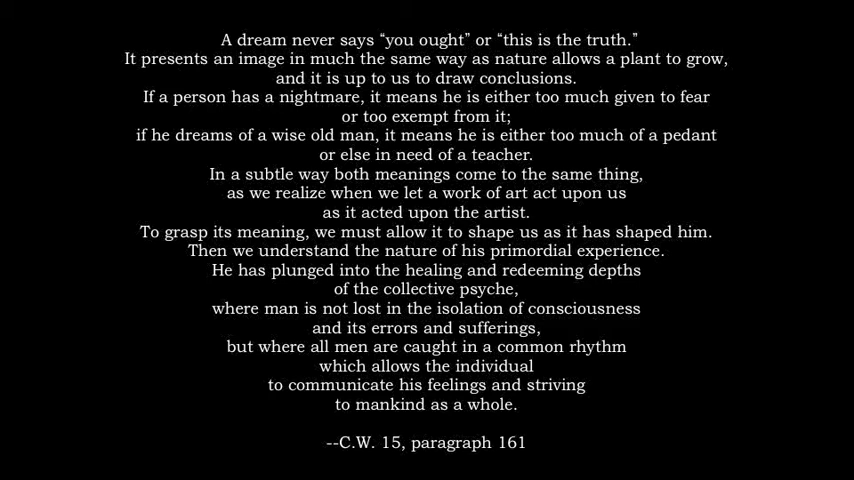 A dream never says “you ought” or “this is the truth.”
It presents an image in much the same way as nature allows a plant to grow,
and it is up to us to draw conclusions.
If a person has a nightmare, it means he is either too much given to fear
or too exempt from it;
if he dreams of a wise old man, it means he is either too much of a pedant
or else in need of a teacher.
In a subtle way both meanings come to the same thing,
as we realize when we let a work of art act upon us
as it acted upon the artist.
To grasp its meaning, we must allow it to shape us as it has shaped him.
Then we understand the nature of his primordial experience.
He has plunged into the healing and redeeming depths
of the collective psyche,
where man is not lost in the isolation of consciousness
and its errors and sufferings,
but where all men are caught in a common rhythm
which allows the individual
to communicate his feelings and striving
to mankind as a whole.
--C.W. 15, paragraph 161